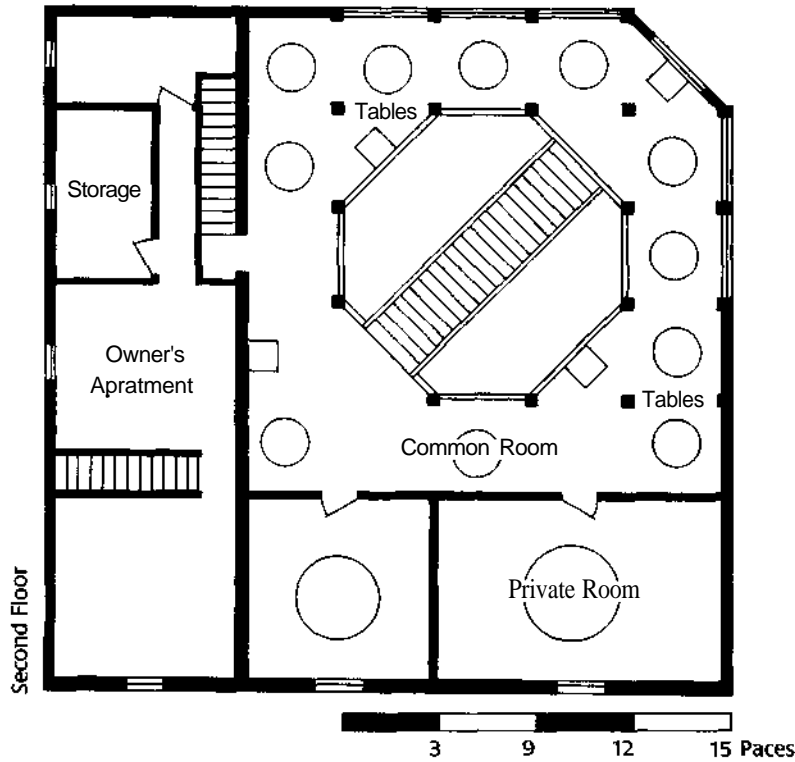 Tables
Storage
Owner's
Apratment
Tables
Common Room
Private Room
Second Floor
3 9 12 15 Paces